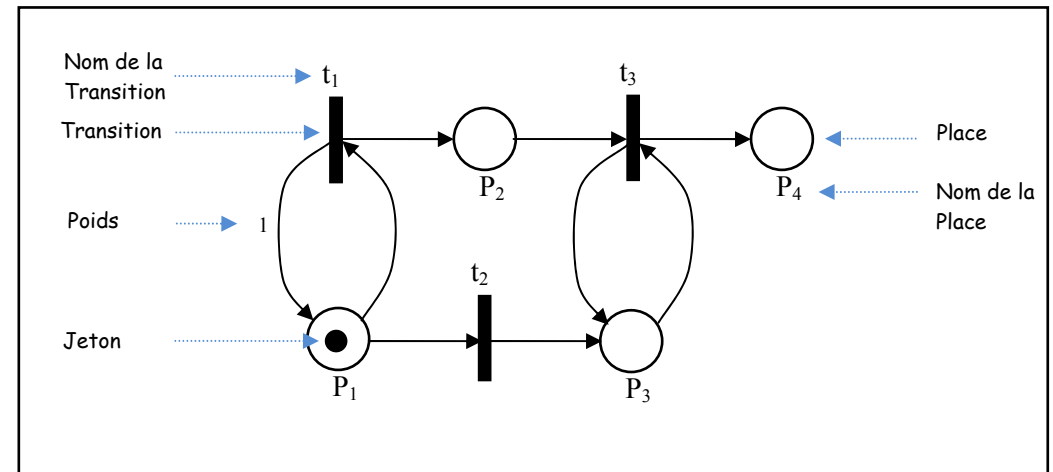 Nom de la
Transition
t₁
t₃
Transition
Place
P₂
P₄
Nom de la
Place
Poids
1
t₂
Jeton
P₁
P₃